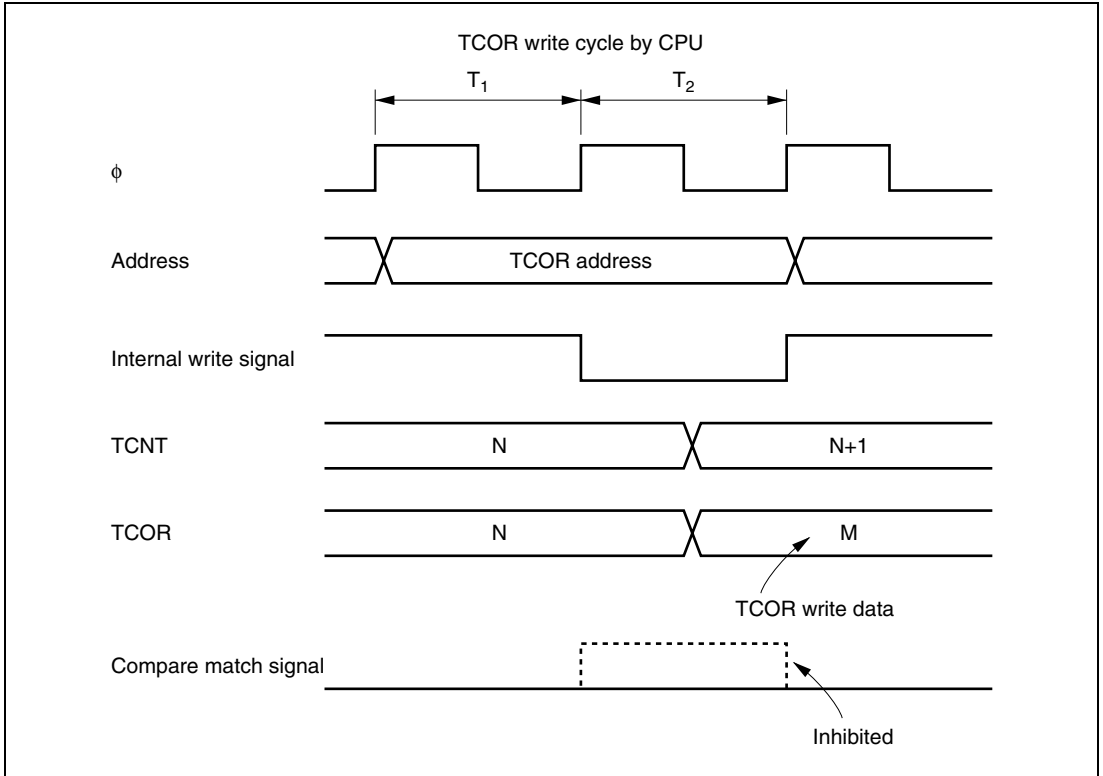 TCOR write cycle by CPU
T1 T2
ϕ
Address TCOR address
Internal write signal
TCNT N N+1
TCOR N M
TCOR write data
Compare match signal
Inhibited